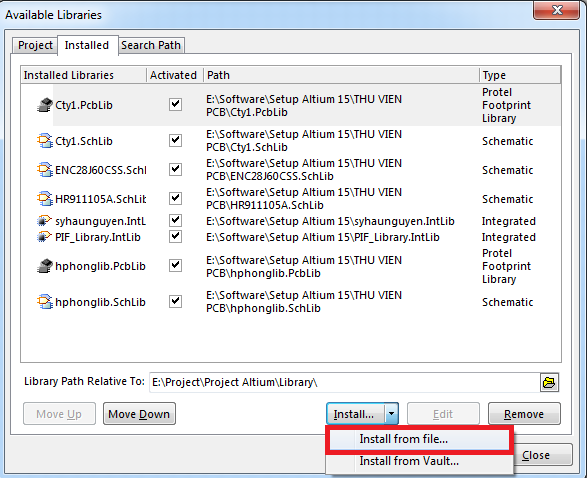 Available Libraries
Project Installed Search Path
Installed Libraries Activated Path Type
Cty1.PcbLib E:\Software\Setup Altium 15\THU VIEN PCB\Cty1.PcbLib Protel Footprint Library
Cty1.SchLib E:\Software\Setup Altium 15\THU VIEN PCB\Cty1.SchLib Schematic
ENC28J60CSS.SchL E:\Software\Setup Altium 15\THU VIEN PCB\ENC28J60CSS.SchLib Schematic
HR911105A.SchLib E:\Software\Setup Altium 15\THU VIEN PCB\HR911105A.SchLib Schematic
syhaunguyen.IntLib E:\Software\Setup Altium 15\syhaunguyen.IntLib Integrated
PIF_Library.IntLib E:\Software\Setup Altium 15\PIF_Library.IntLib Integrated
hphonglib.PcbLib E:\Software\Setup Altium 15\THU VIEN PCB\hphonglib.PcbLib Protel Footprint Library
hphonglib.SchLib E:\Software\Setup Altium 15\THU VIEN PCB\hphonglib.SchLib Schematic
Library Path Relative To: E:\Project\Project Altium\Library\
Move Up Move Down Install... Edit Remove
Install from file...
Install from Vault...
Close